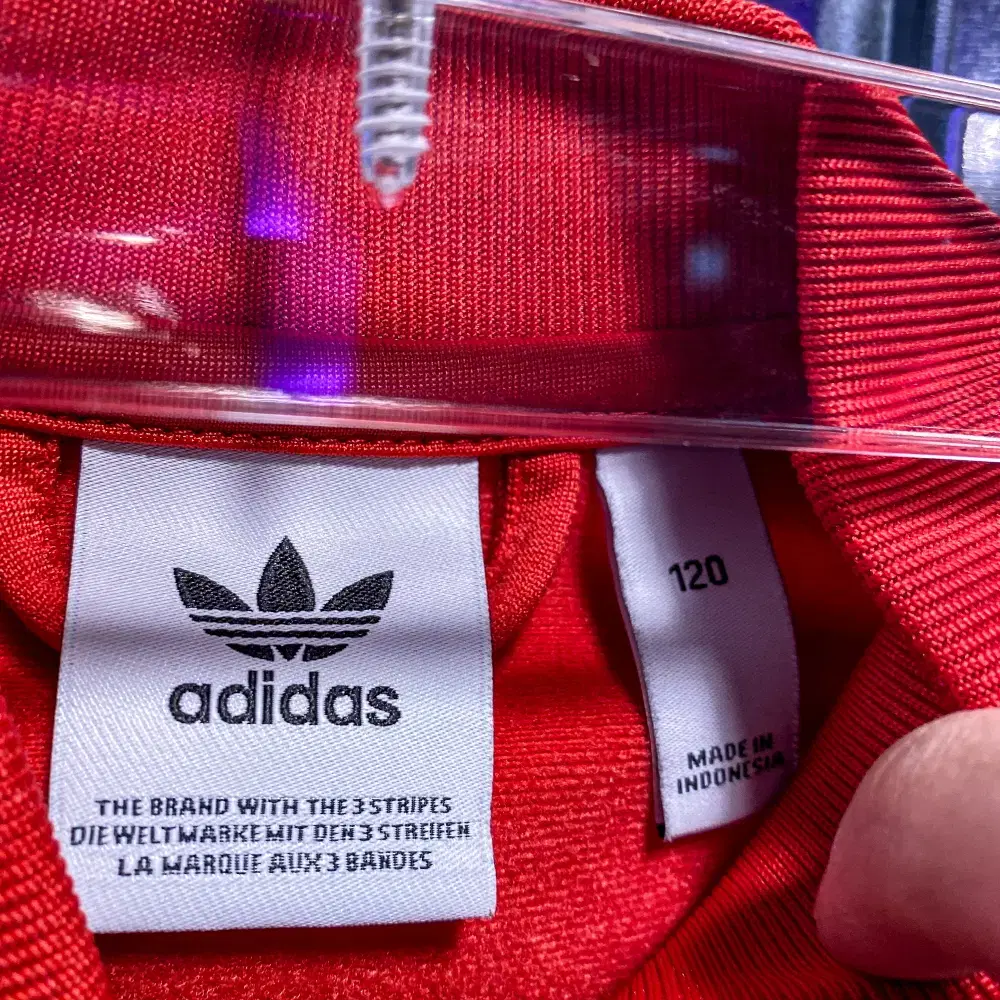 adidas
THE BRAND WITH THE 3 STRIPES
DIE WELTMARKE MIT DEN 3 STREIFEN
LA MARQUE AUX 3 BANDES
120
MADE IN
INDONESIA